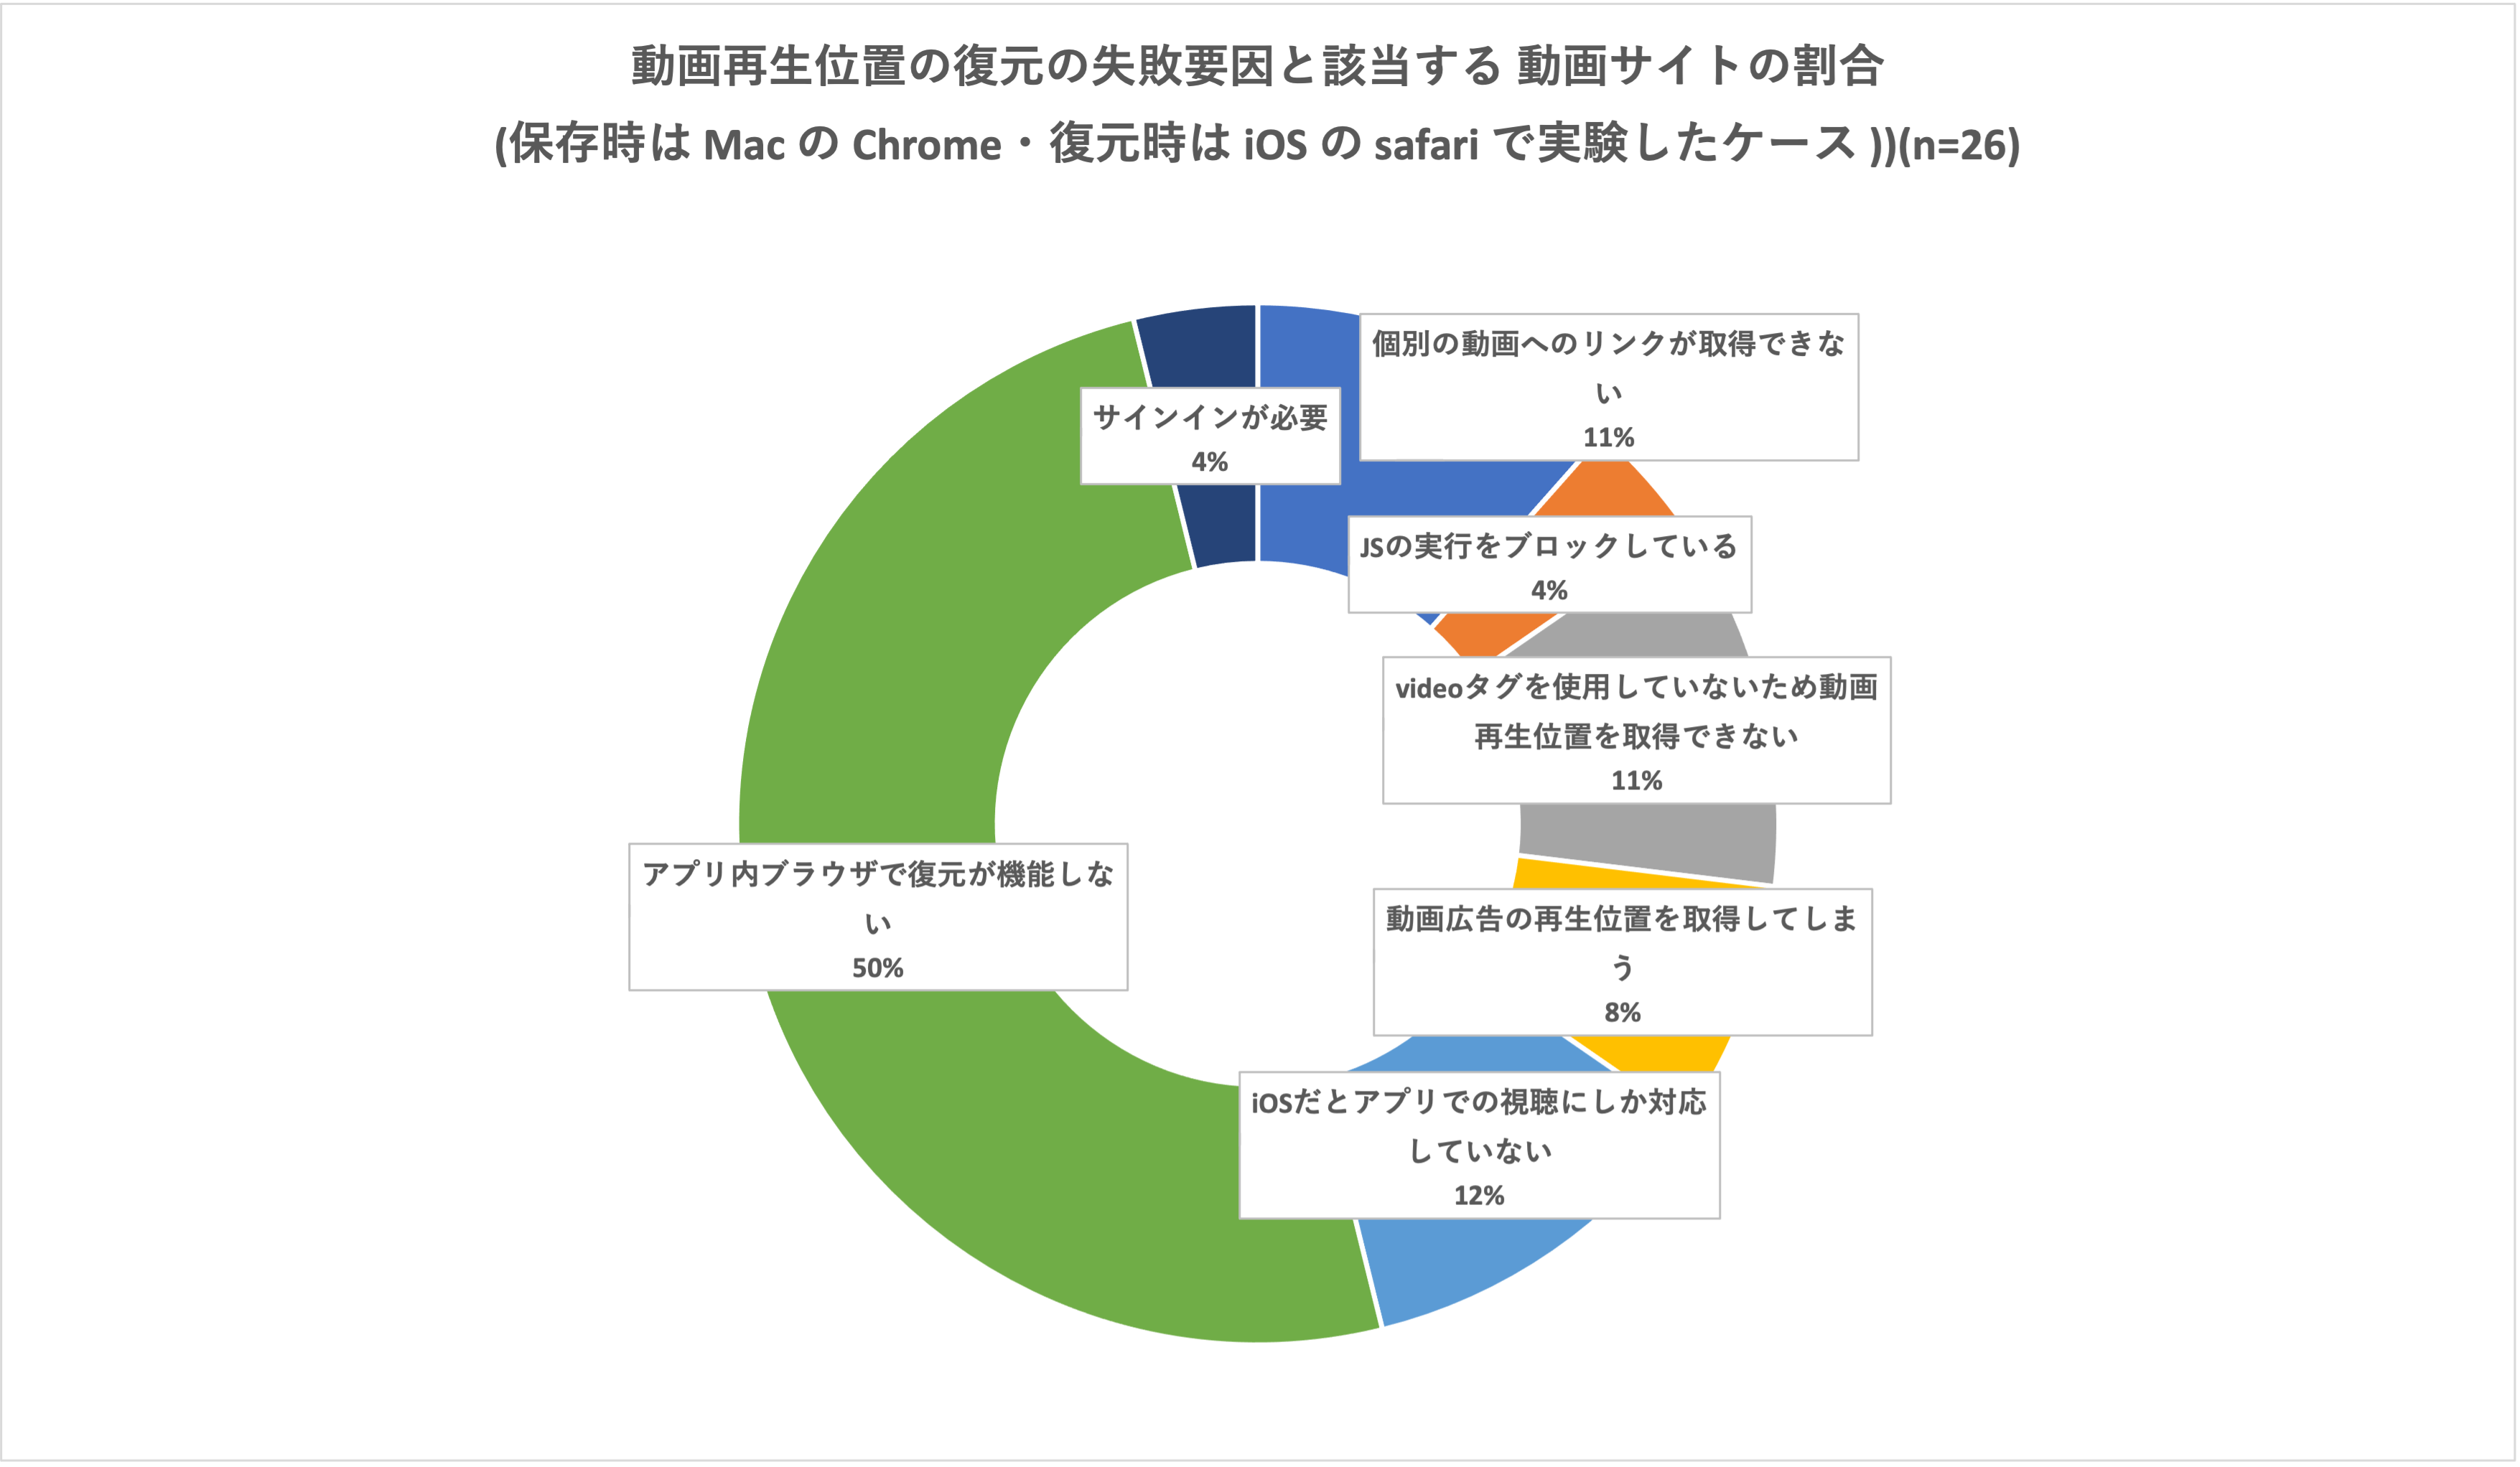 動画再生位置の復元の失敗要因と該当する 動画サイトの割合
(保存時は Mac の Chrome・復元時は iOS の safari で実験したケース ))(n=26)
個別の動画へのリンクが取得できな
い
11%
サインインが必要
4%
JSの実行をブロックしている
4%
videoタグを使用していないため動画
再生位置を取得できない
11%
アプリ内ブラウザで復元が機能しな
い
50%
動画広告の再生位置を取得してしま
う
8%
iOSだとアプリでの視聴にしか対応
していない
12%